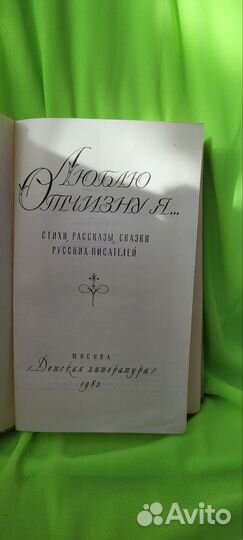 Люблю
Отчизну я...
СТИХИ, РАССКАЗЫ, СКАЗКИ
РУССКИХ ПИСАТЕЛЕЙ
МОСКВА
«Детская литература»
1983
Avito